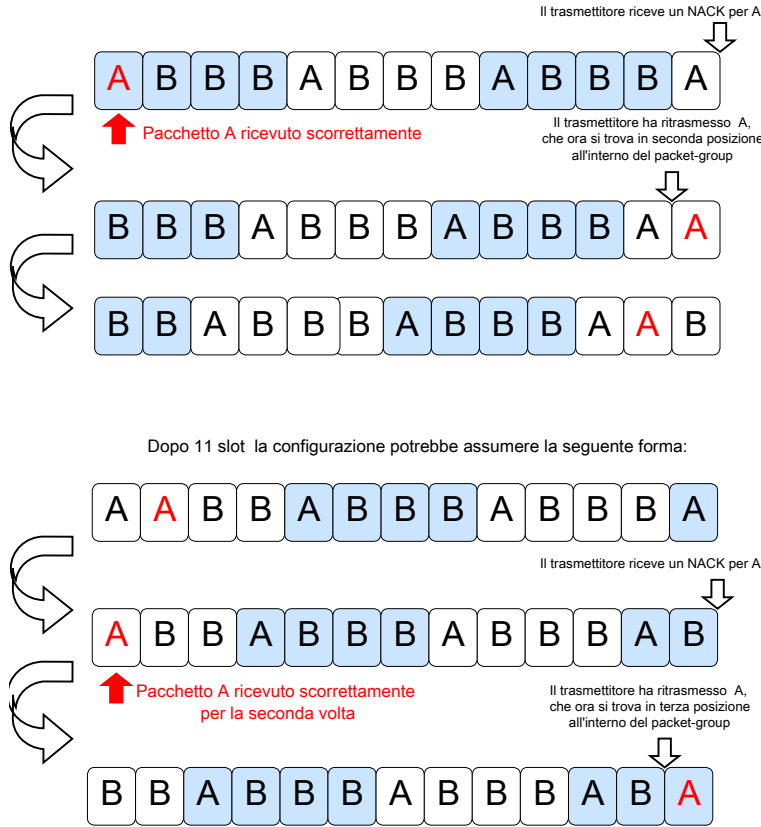 Il trasmettitore riceve un NACK per A
A B B B A B B B A B B B A
Pacchetto A ricevuto scorrettamente
Il trasmettitore ha ritrasmesso A,
che ora si trova in seconda posizione
all'interno del packet-group
B B B A B B B A B B B A A
B B A B B B A B B B A A B
Dopo 11 slot la configurazione potrebbe assumere la seguente forma:
A A B B A B B B A B B B A
Il trasmettitore riceve un NACK per A
A B B A B B B A B B B A B
Pacchetto A ricevuto scorrettamente
per la seconda volta
Il trasmettitore ha ritrasmesso A,
che ora si trova in terza posizione
all'interno del packet-group
B B A B B B A B B B A B A